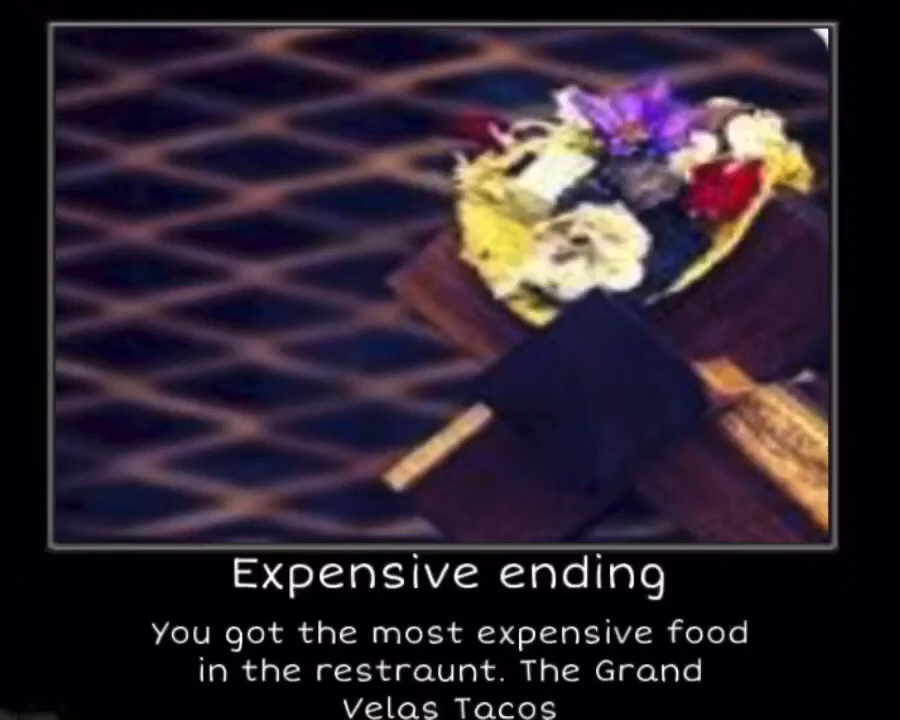 Expensive ending
You got the most expensive food
in the restraunt. The Grand
Velas Tacos